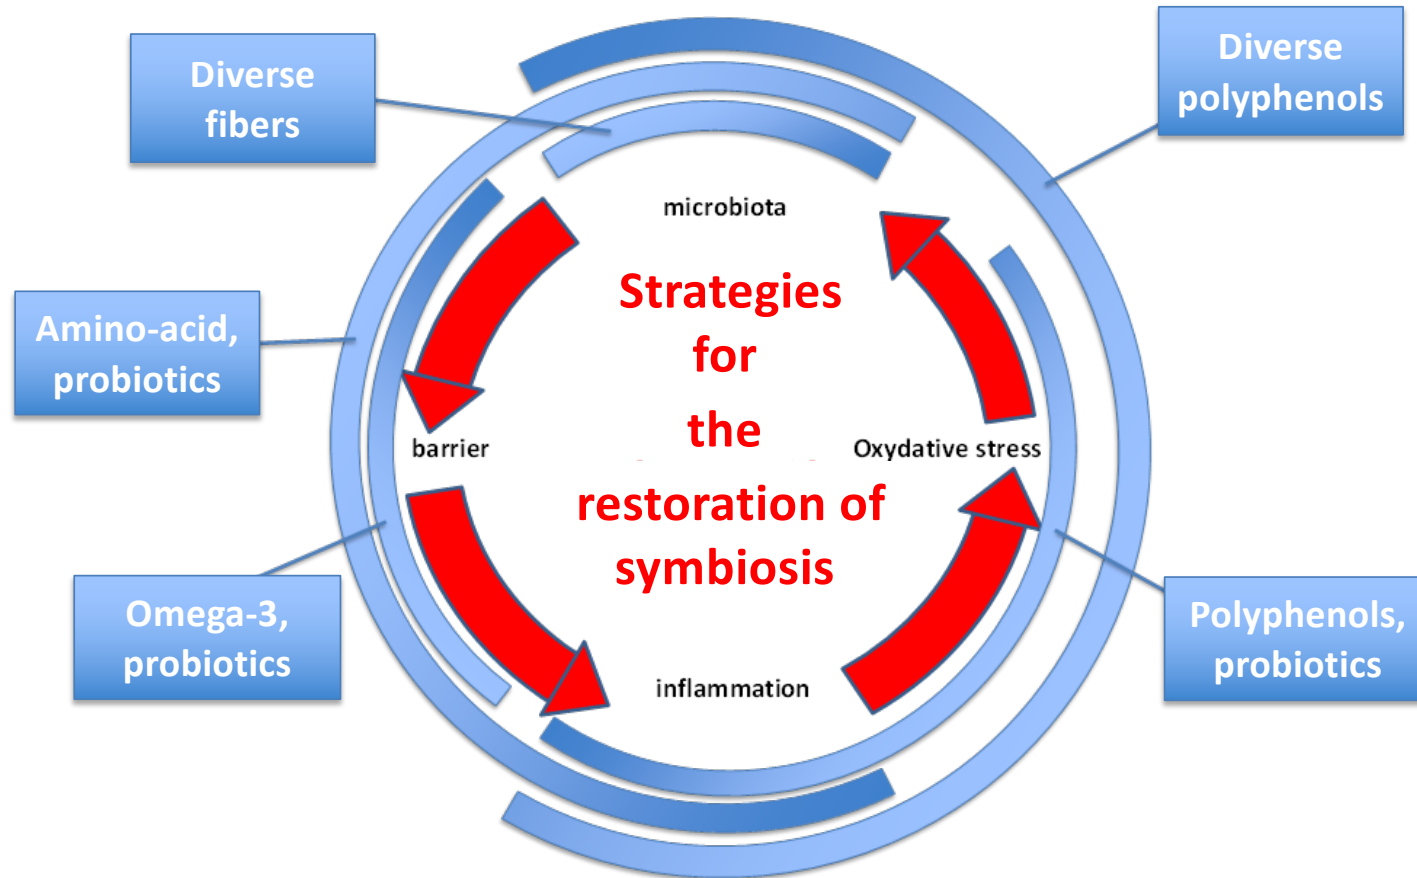 Diverse
fibers
Diverse
polyphenols
microbiota
Strategies
for
the
restoration of
symbiosis
Amino-acid,
probiotics
barrier
Oxydative stress
Omega-3,
probiotics
Polyphenols,
probiotics
inflammation